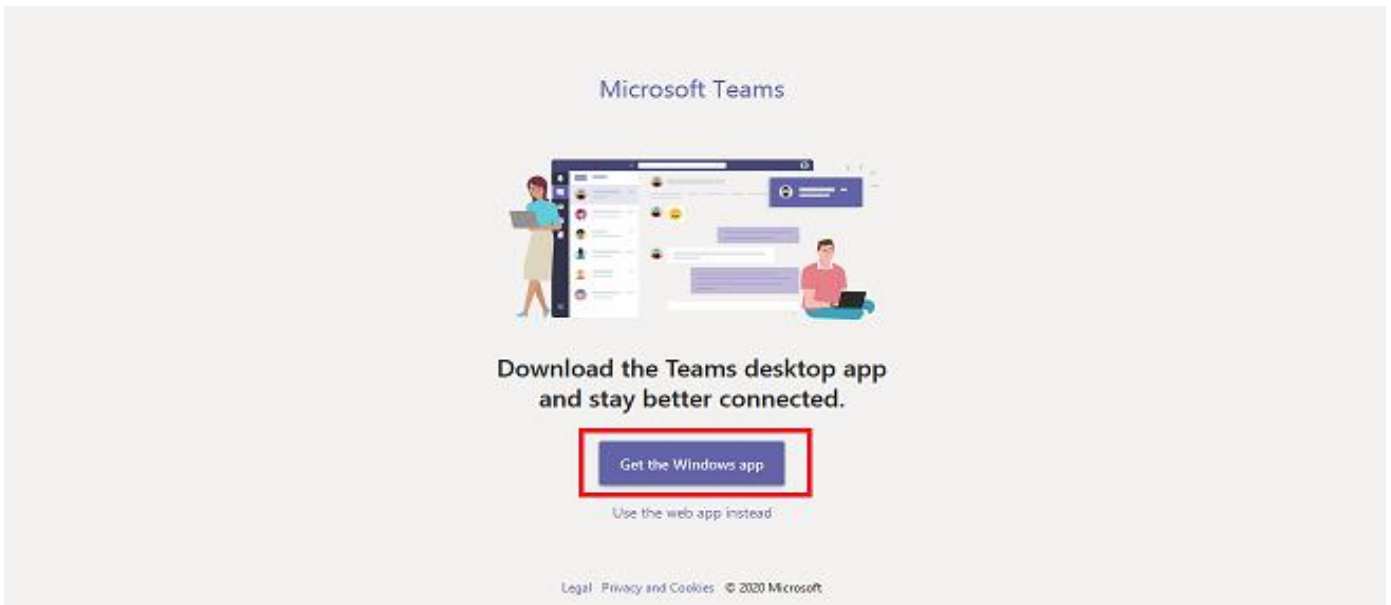 Microsoft Teams
Download the Teams desktop app
and stay better connected.
Get the Windows app
Use the web app instead
Legal Privacy and Cookies © 2020 Microsoft